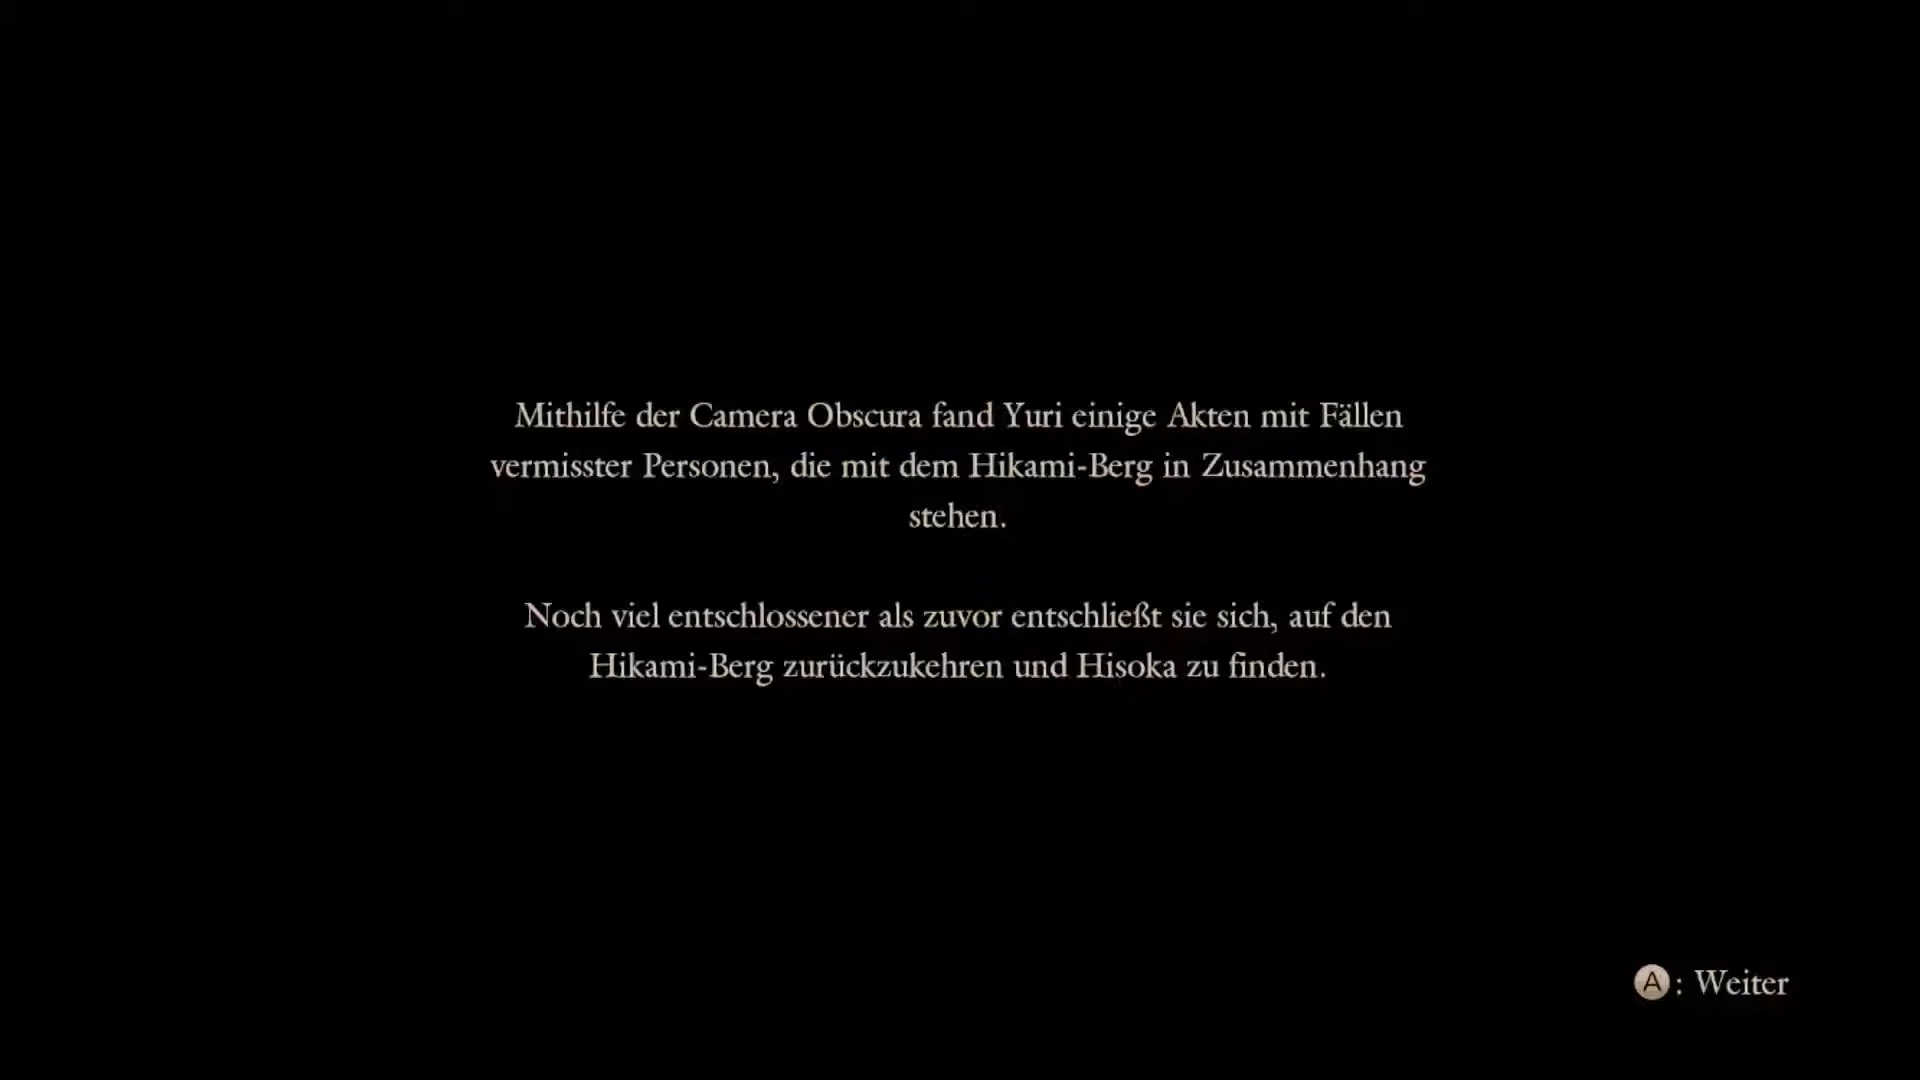 Mithilfe der Camera Obscura fand Yuri einige Akten mit Fällen
vermisster Personen, die mit dem Hikami-Berg in Zusammenhang
stehen.
Noch viel entschlossener als zuvor entschließt sie sich, auf den
Hikami-Berg zurückzukehren und Hisoka zu finden.
A: Weiter